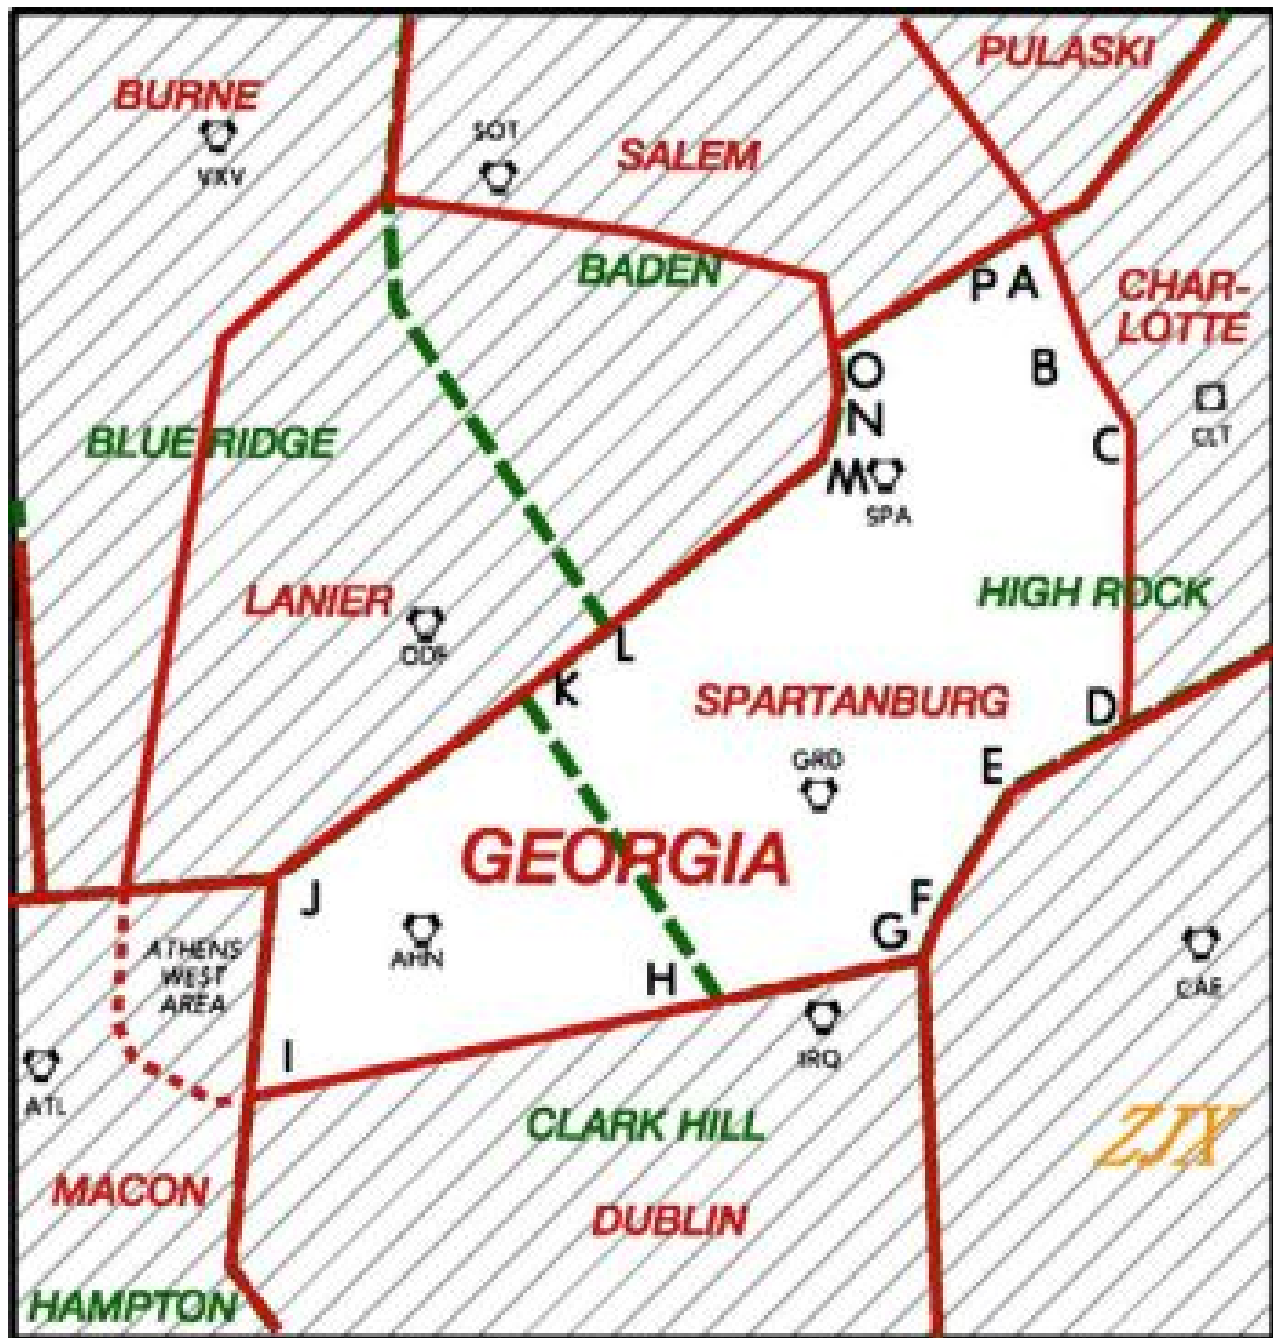 PULASKI
BURNE
SOT
SALEM
VXV
BADEN
P A
CHAR-
LOTTE
O
B
N
CLT
BLUE RIDGE
C
M
SPA
HIGH ROCK
LANIER
ODF
L
K
SPARTANBURG
D
GRD
E
GEORGIA
J
F
G
AHN
ATHENS
WEST
AREA
H
CAE
IRQ
I
ATL
CLARK HILL
ZJX
MACON
DUBLIN
HAMPTON